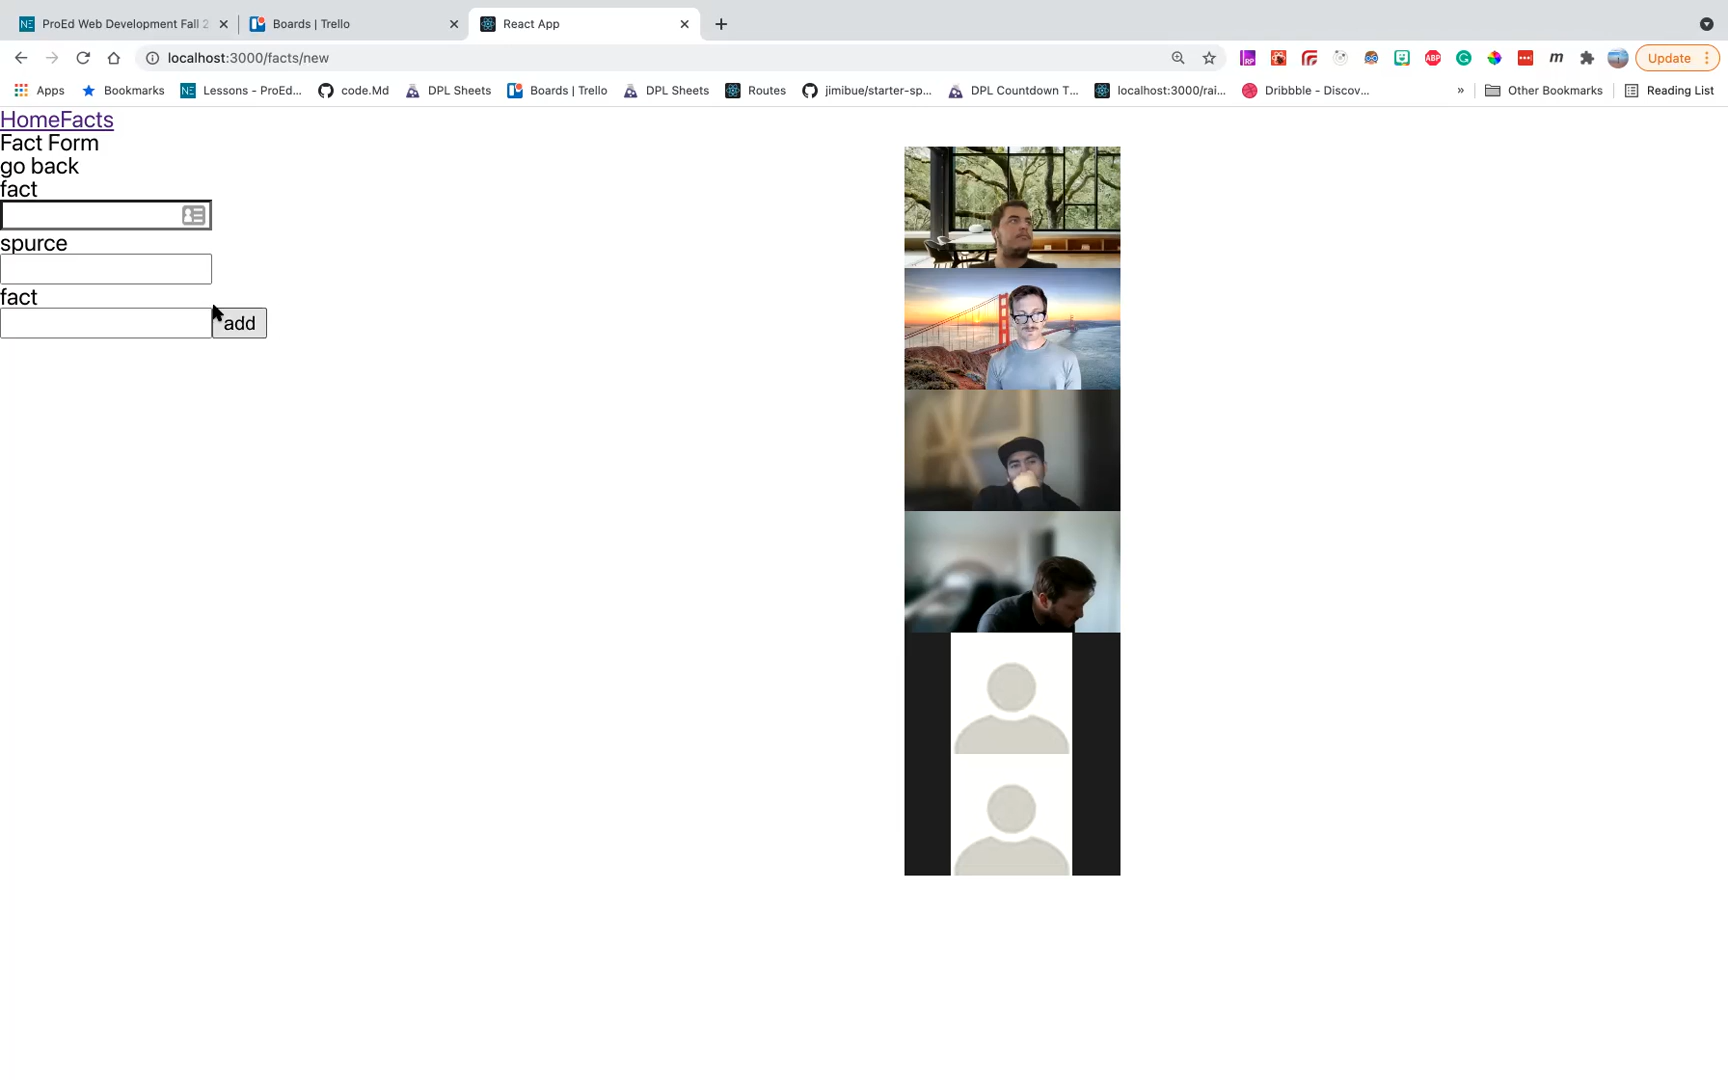 ProEd Web Development Fall 2
Boards | Trello
React App
localhost:3000/facts/new
Update
Apps
Bookmarks
Lessons - ProEd...
code.Md
DPL Sheets
Boards | Trello
DPL Sheets
Routes
jimibue/starter-sp...
DPL Countdown T...
localhost:3000/rai...
Dribbble - Discov...
»
Other Bookmarks
Reading List
HomeFacts
Fact Form
go back
fact
spurce
fact
add